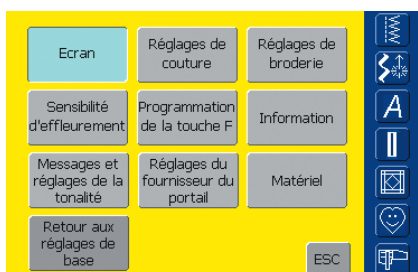 Ecran
Réglages de
couture
Réglages de
broderie
Sensibilité
d'effleurement
Programmation
de la touche F
Information
Messages et
réglages de la
tonalité
Réglages du
fournisseur du
portail
Matériel
Retour aux
réglages de
base
ESC
A